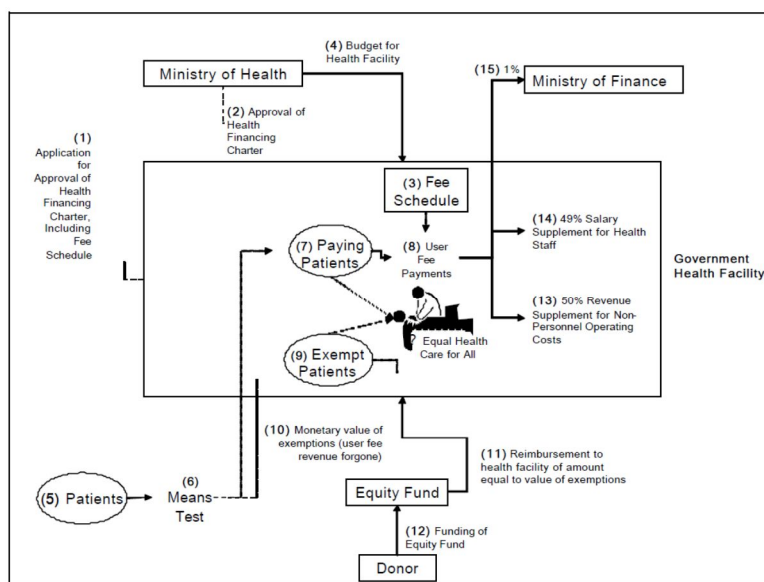 (4) Budget for
Health Facility
(15) 1%
Ministry of Health
Ministry of Finance
(2) Approval of
Health
Financing
Charter
(1)
Application
for
Approval of
Health
Financing
Charter,
Including
Fee
Schedule
(3) Fee
Schedule
(14) 49% Salary
Supplement for Health
Staff
(7) Paying
Patients
(8) User
Fee
Payments
Government
Health Facility
(13) 50% Revenue
Supplement for Non-
Personnel Operating
Costs
Equal Health
Care for All
(9) Exempt
Patients
(10) Monetary value of
exemptions (user fee
revenue forgone)
(11) Reimbursement to
health facility of amount
equal to value of exemptions
(5) Patients
(6)
Means
Test
Equity Fund
(12) Funding of
Equity Fund
Donor